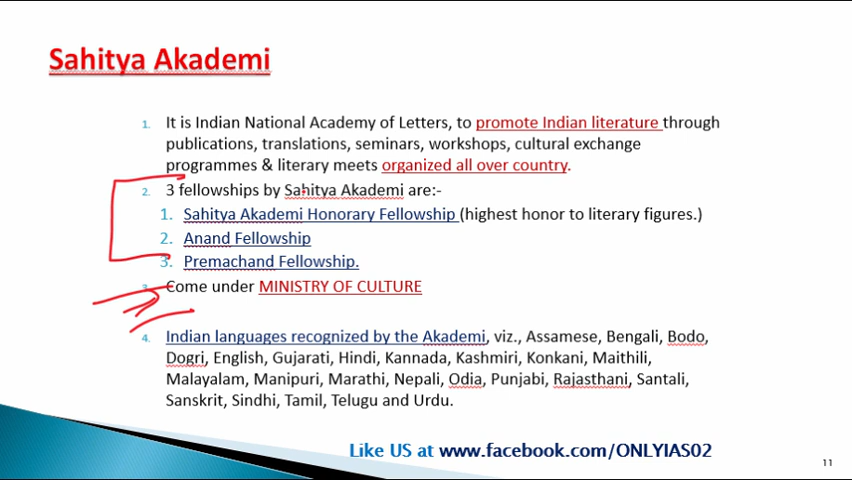 Sahitya Akademi
1. It is Indian National Academy of Letters, to promote Indian literature through
publications, translations, seminars, workshops, cultural exchange
programmes & literary meets organized all over country.
2. 3 fellowships by Sahitya Akademi are:-
1. Sahitya Akademi Honorary Fellowship (highest honor to literary figures.)
2. Anand Fellowship
3. Premachand Fellowship.
3. Come under MINISTRY OF CULTURE
4. Indian languages recognized by the Akademi, viz., Assamese, Bengali, Bodo,
Dogri, English, Gujarati, Hindi, Kannada, Kashmiri, Konkani, Maithili,
Malayalam, Manipuri, Marathi, Nepali, Odia, Punjabi, Rajasthani, Santali,
Sanskrit, Sindhi, Tamil, Telugu and Urdu.
Like US at www.facebook.com/ONLYIAS02
11